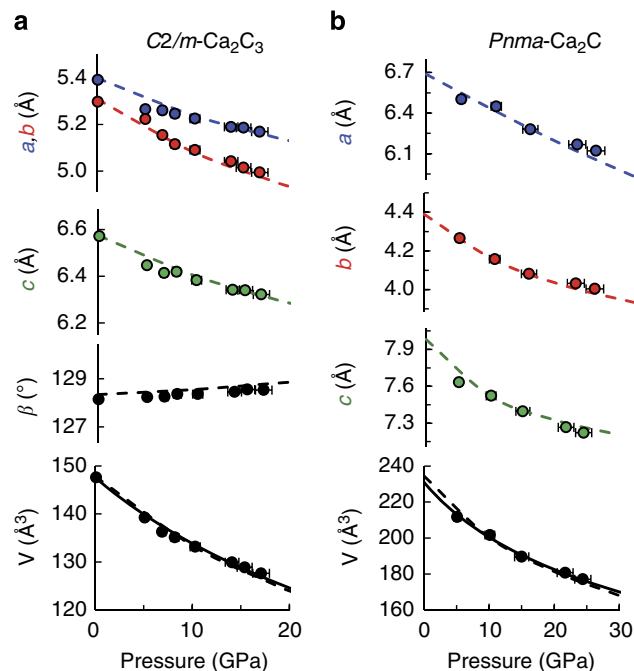 a
C2/m-Ca₂C₃
5.4
5.2
5.0
a,b (Å)
6.6
6.4
6.2
c (Å)
129
127
β (°)
150
140
130
120
V (Å³)
0 10 20
Pressure (GPa)
b
Pnma-Ca₂C
6.7
6.4
6.1
a (Å)
4.4
4.2
4.0
b (Å)
7.9
7.6
7.3
c (Å)
240
220
200
180
160
V (Å³)
0 10 20 30
Pressure (GPa)